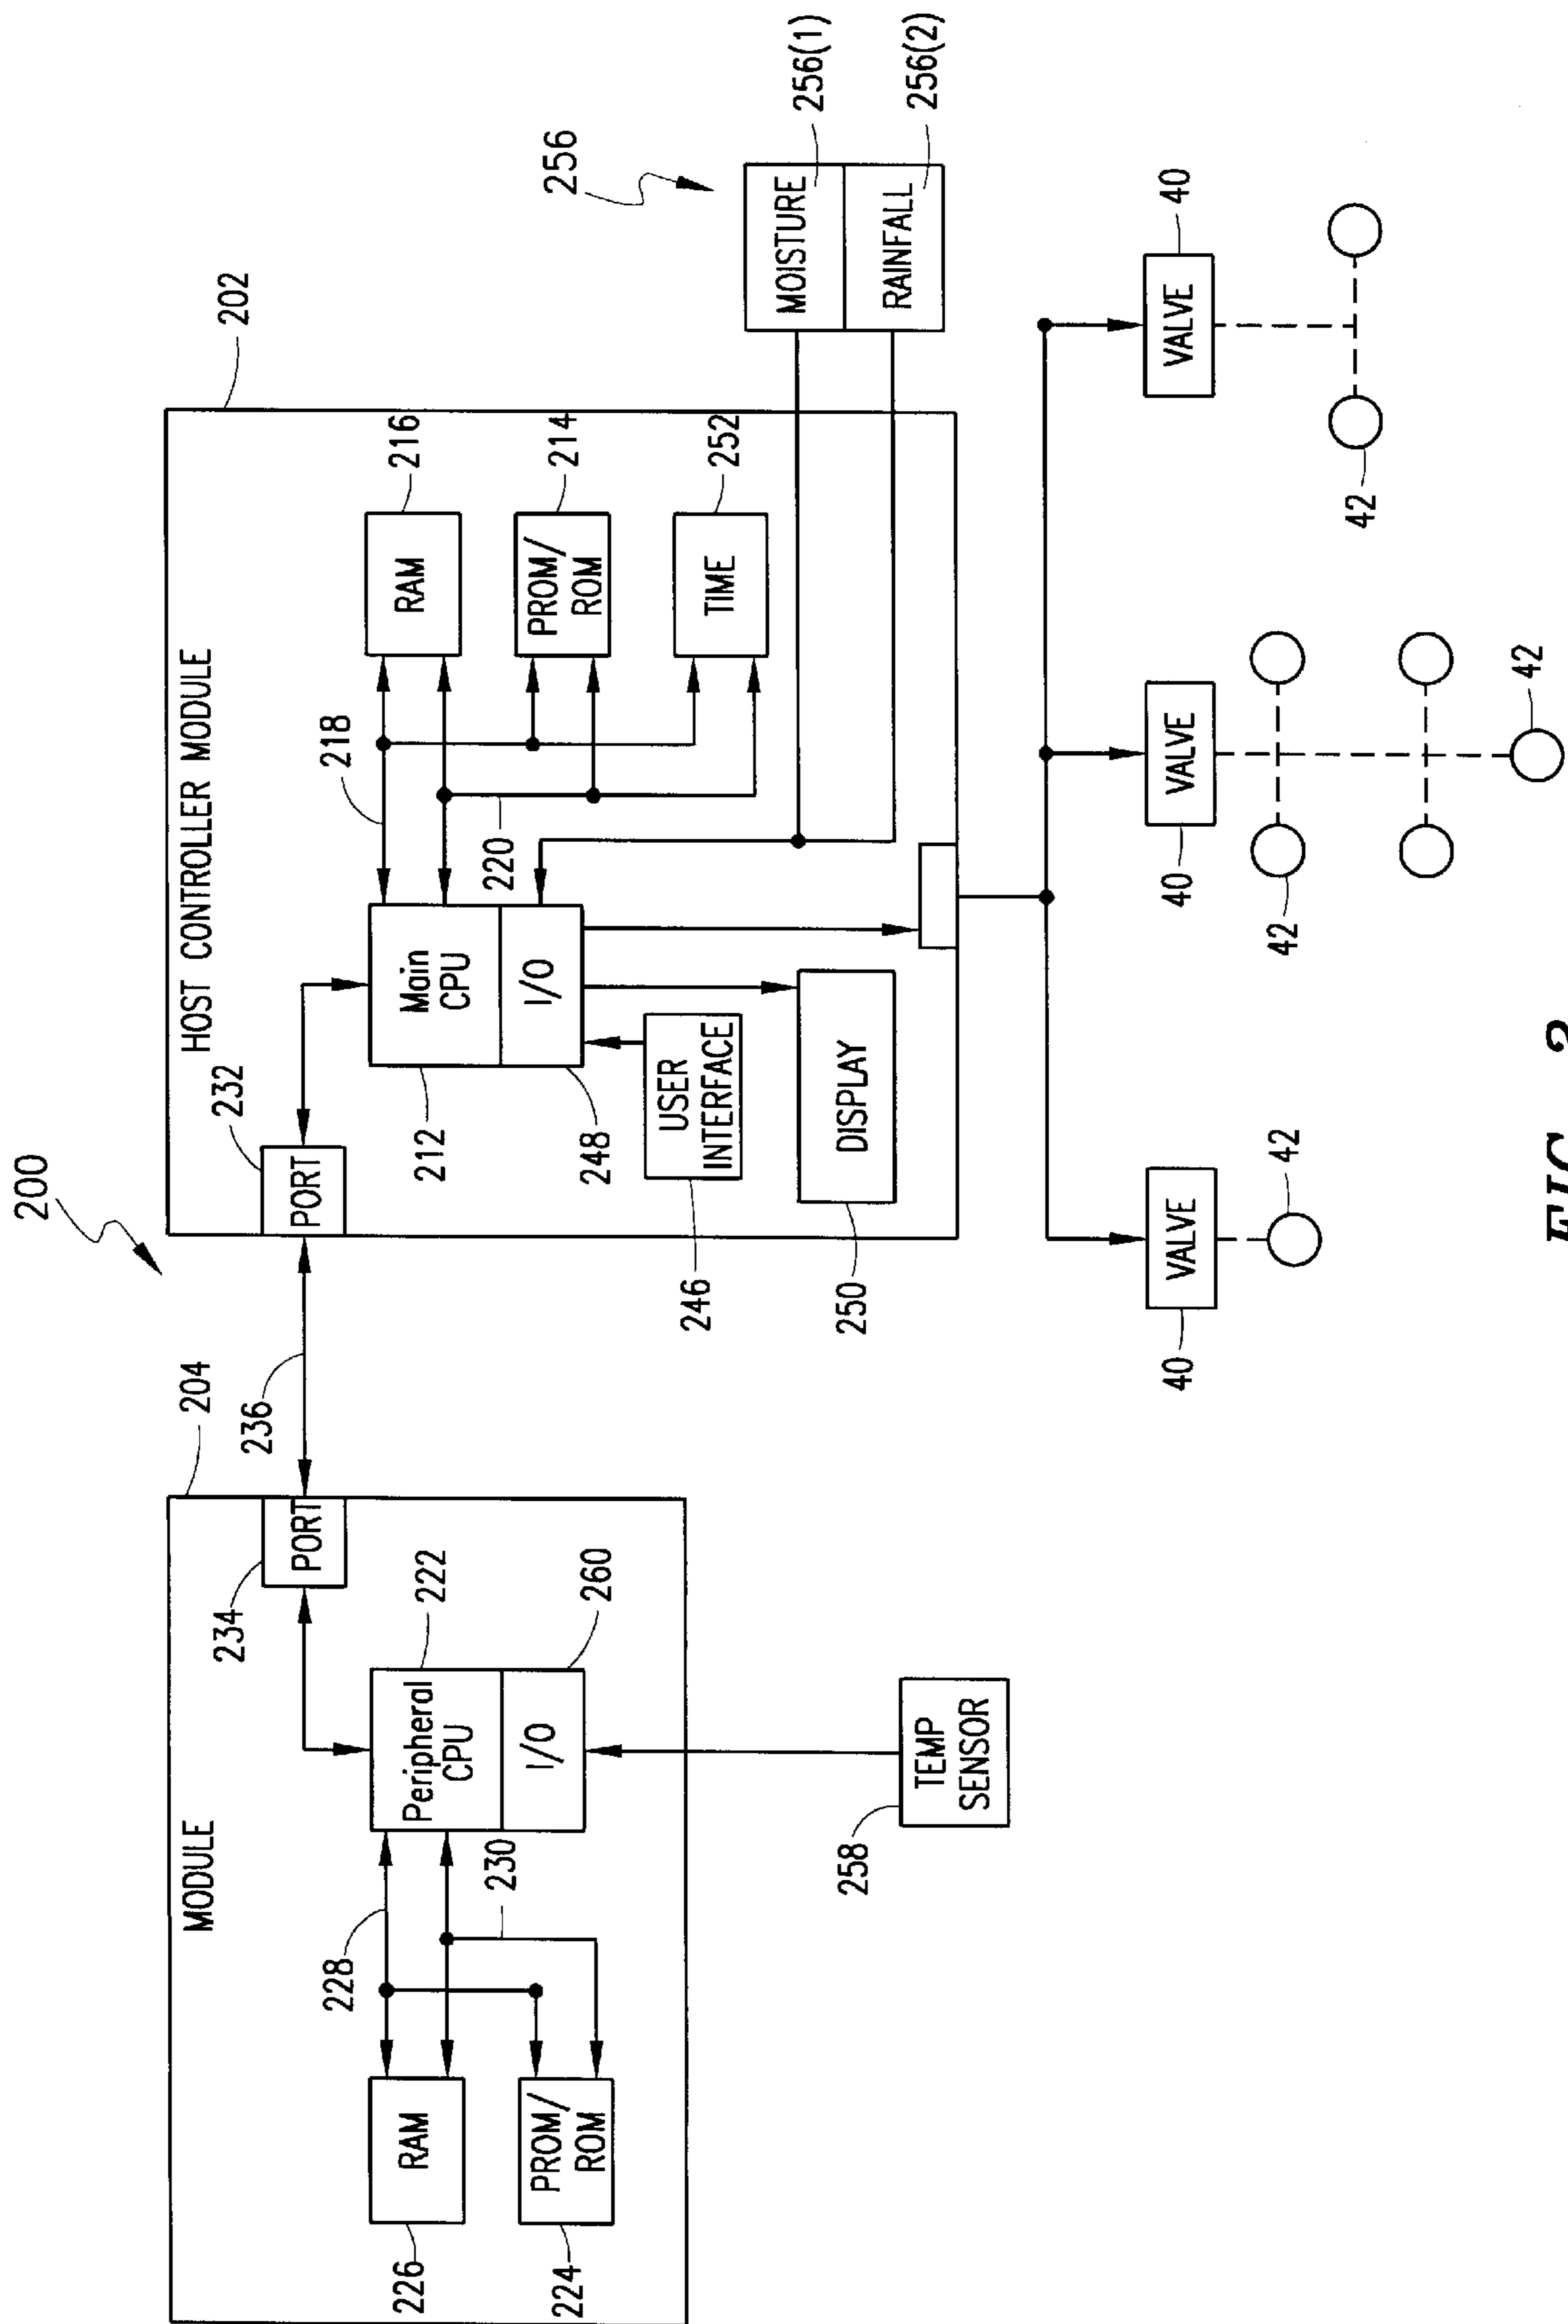 200
MODULE
204
PORT
234
236
Peripheral
CPU
222
I/O
260
228
230
RAM
226
PROM/
ROM
224
TEMP
SENSOR
258
HOST CONTROLLER MODULE
202
232
PORT
Main
CPU
212
I/O
248
218
220
RAM
216
PROM/
ROM
214
TIME
252
USER
INTERFACE
246
DISPLAY
250
256
MOISTURE
256(1)
RAINFALL
256(2)
VALVE
40
42
VALVE
40
42
42
VALVE
40
42
FIG. 3